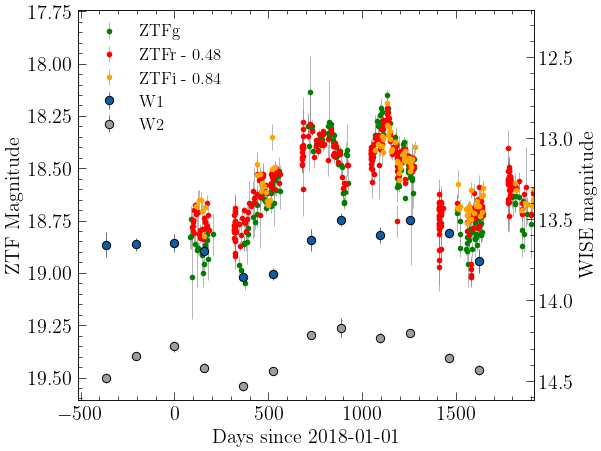 17.75
18.00
18.25
18.50
18.75
19.00
19.25
19.50
ZTF Magnitude
ZTFg
ZTFr - 0.48
ZTFi - 0.84
W1
W2
12.5
13.0
13.5
14.0
14.5
WISE magnitude
−500
0
500
1000
1500
Days since 2018-01-01